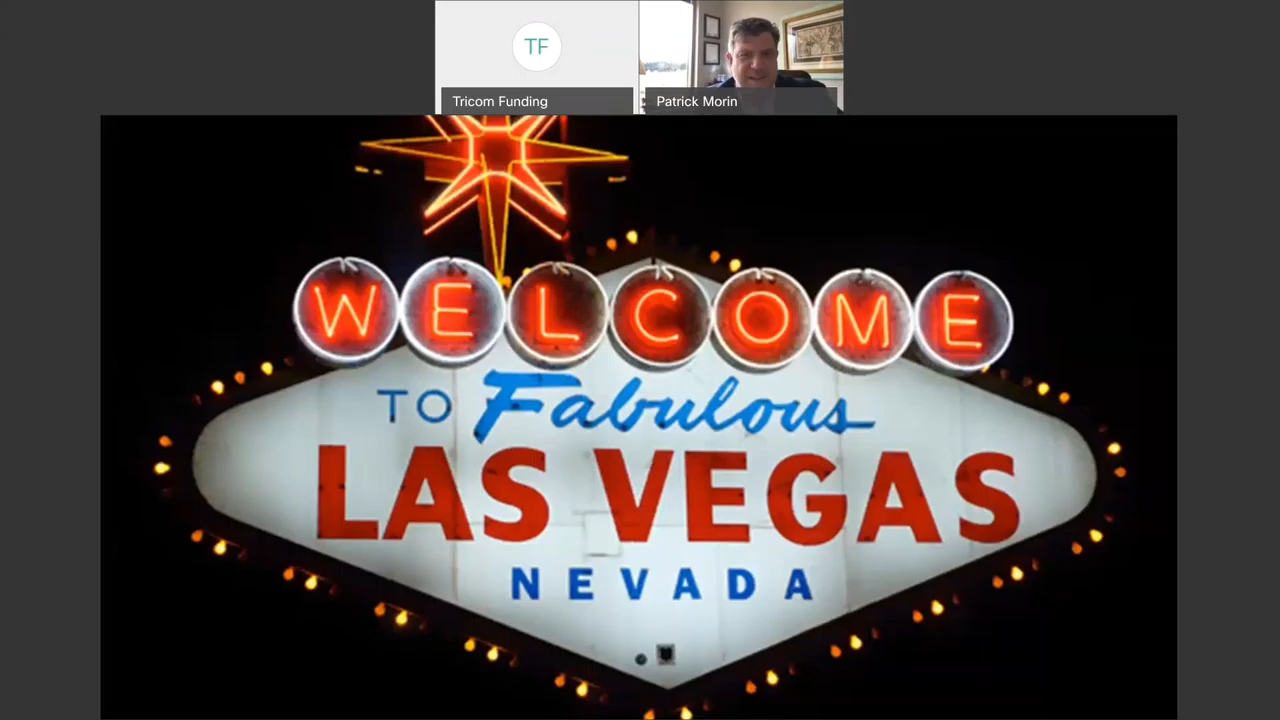 TF
Tricom Funding
Patrick Morin
WELCOME
TO Fabulous
LAS VEGAS
NEVADA